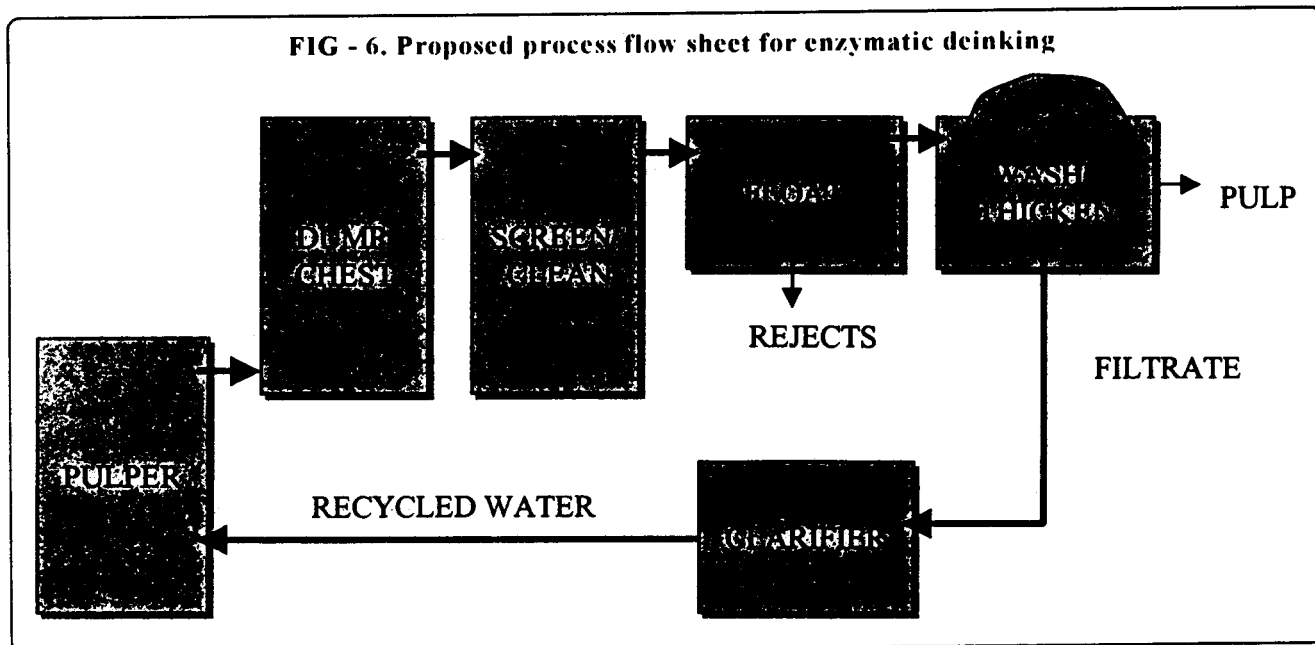 FIG - 6. Proposed process flow sheet for enzymatic deinking
DUMP
CHEST
SCREEN/
CLEAN
FLOAT
WASH/
THICKEN
PULP
REJECTS
FILTRATE
PULPER
RECYCLED WATER
CLARIFIER